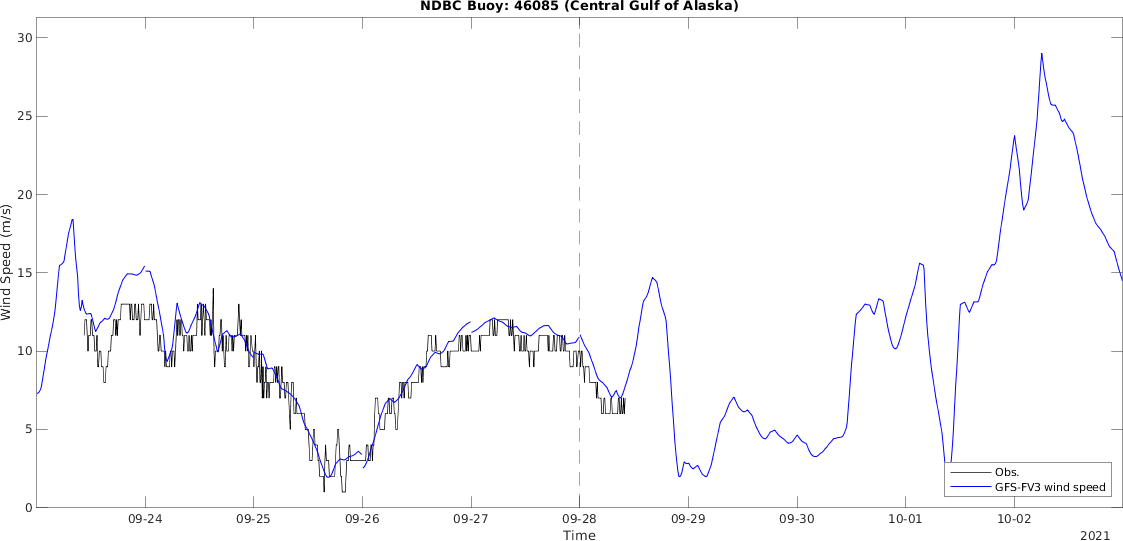 NDBC Buoy: 46085 (Central Gulf of Alaska)
30
25
20
15
10
5
0
Wind Speed (m/s)
09-24 09-25 09-26 09-27 09-28 09-29 09-30 10-01 10-02
Time
2021
Obs.
GFS-FV3 wind speed